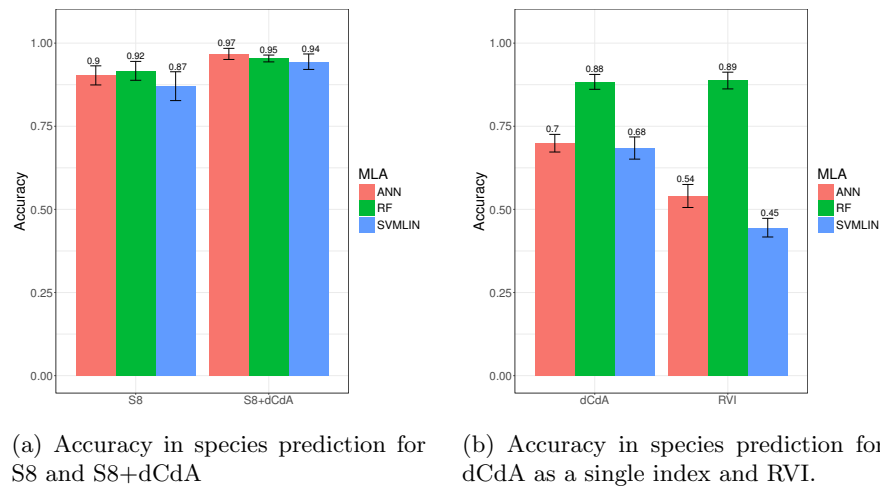 1.00
0.75
0.50
0.25
0.00
Accuracy
0.9
0.92
0.87
0.97
0.95
0.94
S8
S8+dCdA
MLA
ANN
RF
SVMLIN
(a) Accuracy in species prediction for
S8 and S8+dCdA
1.00
0.75
0.50
0.25
0.00
Accuracy
0.7
0.88
0.68
0.54
0.89
0.45
dCdA
RVI
MLA
ANN
RF
SVMLIN
(b) Accuracy in species prediction for
dCdA as a single index and RVI.